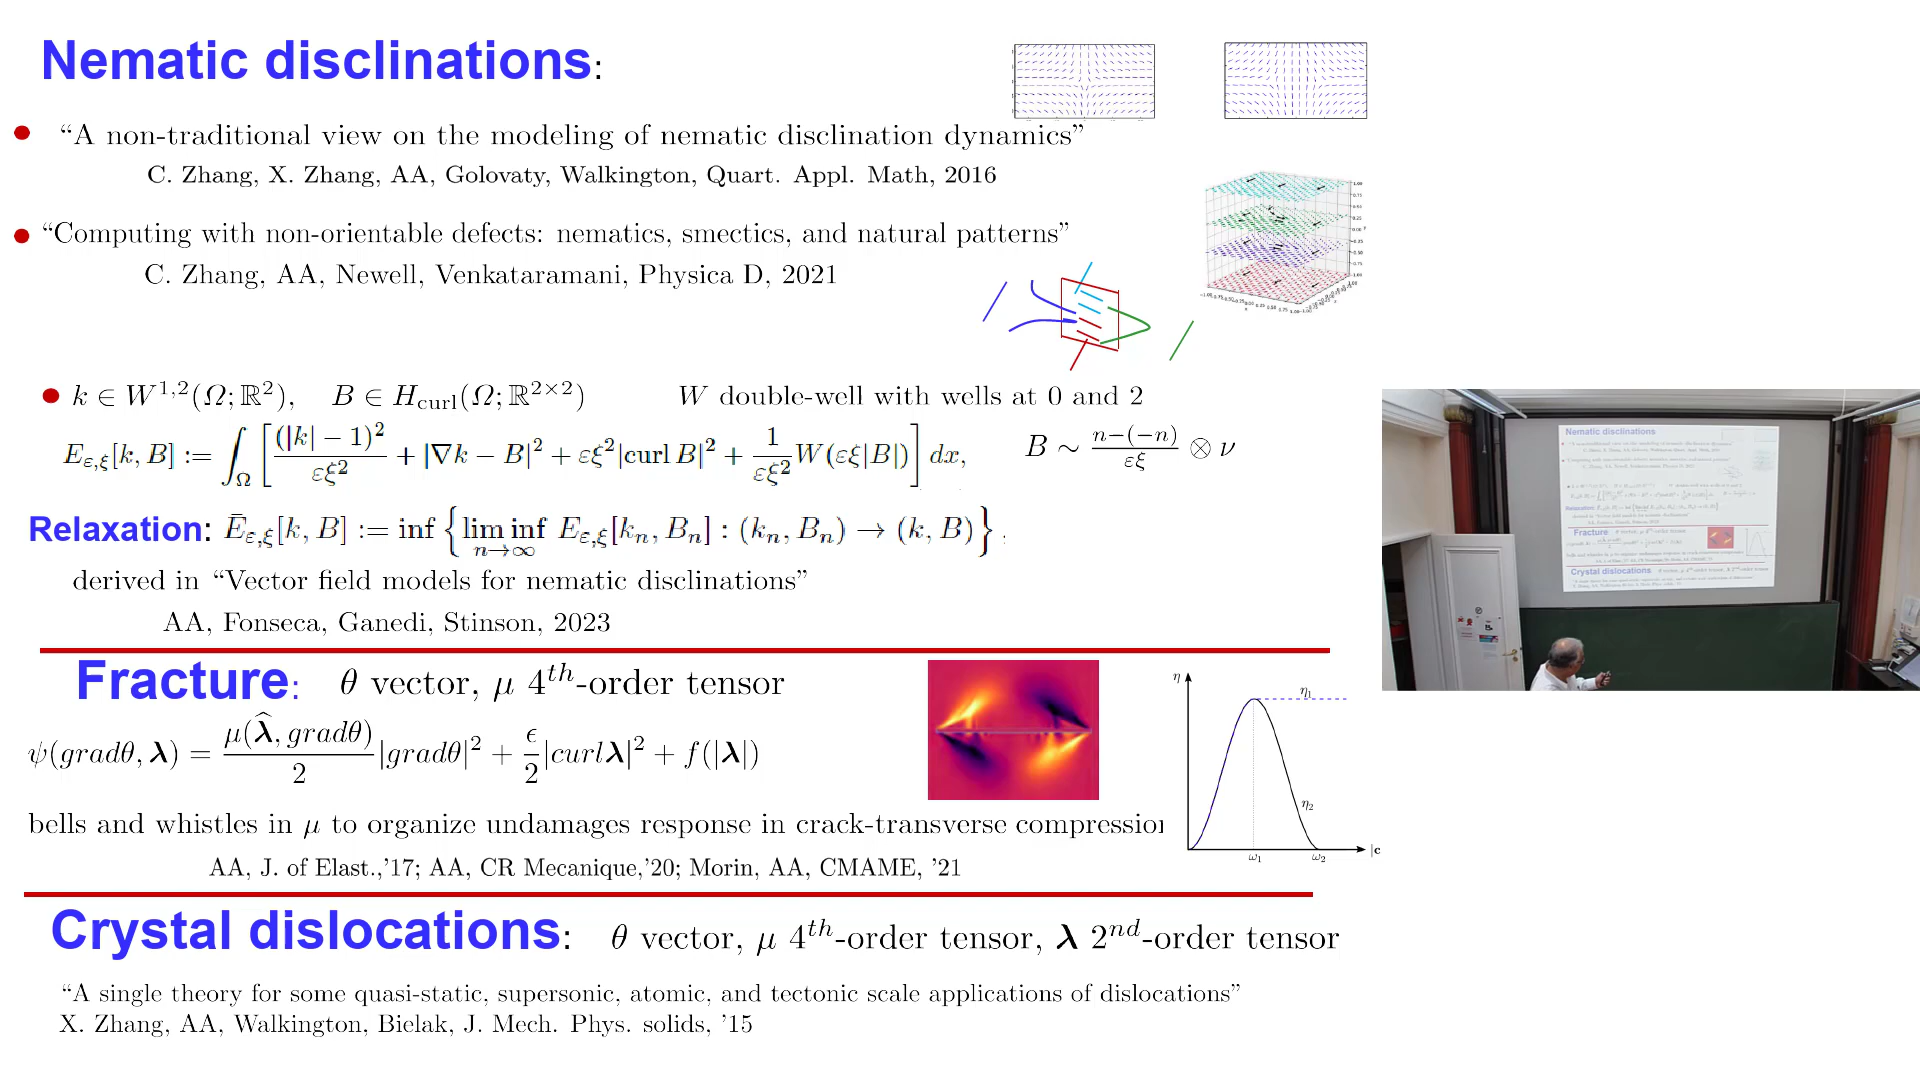 Nematic disclinations:
“A non-traditional view on the modeling of nematic disclination dynamics”
C. Zhang, X. Zhang, AA, Golovaty, Walkington, Quart. Appl. Math, 2016
“Computing with non-orientable defects: nematics, smectics, and natural patterns”
C. Zhang, AA, Newell, Venkataramani, Physica D, 2021
k ∈ W^{1,2}(Ω; ℝ²), B ∈ H_curl(Ω; ℝ^{2×2}) W double-well with wells at 0 and 2
E_{ε,ξ}[k, B] := ∫_Ω [ (|k| − 1)² / εξ² + |∇k − B|² + εξ²|curl B|² + 1/εξ² W(εξ|B|) ] dx, B ∼ n−(−n) / εξ ⊗ ν
Relaxation: Ē_{ε,ξ}[k, B] := inf { lim inf_{n→∞} E_{ε,ξ}[k_n, B_n] : (k_n, B_n) → (k, B) }
derived in “Vector field models for nematic disclinations”
AA, Fonseca, Ganedi, Stinson, 2023
Fracture: θ vector, μ 4^{th}-order tensor
ψ(gradθ, λ) = μ(λ̂, gradθ) / 2 |gradθ|² + ϵ/2 |curlλ|² + f(|λ|)
η
η₁
η₂
ω₁ ω₂ |c
bells and whistles in μ to organize undamages response in crack-transverse compression
AA, J. of Elast.,’17; AA, CR Mecanique,’20; Morin, AA, CMAME, ’21
Crystal dislocations: θ vector, μ 4^{th}-order tensor, λ 2^{nd}-order tensor
“A single theory for some quasi-static, supersonic, atomic, and tectonic scale applications of dislocations”
X. Zhang, AA, Walkington, Bielak, J. Mech. Phys. solids, ’15